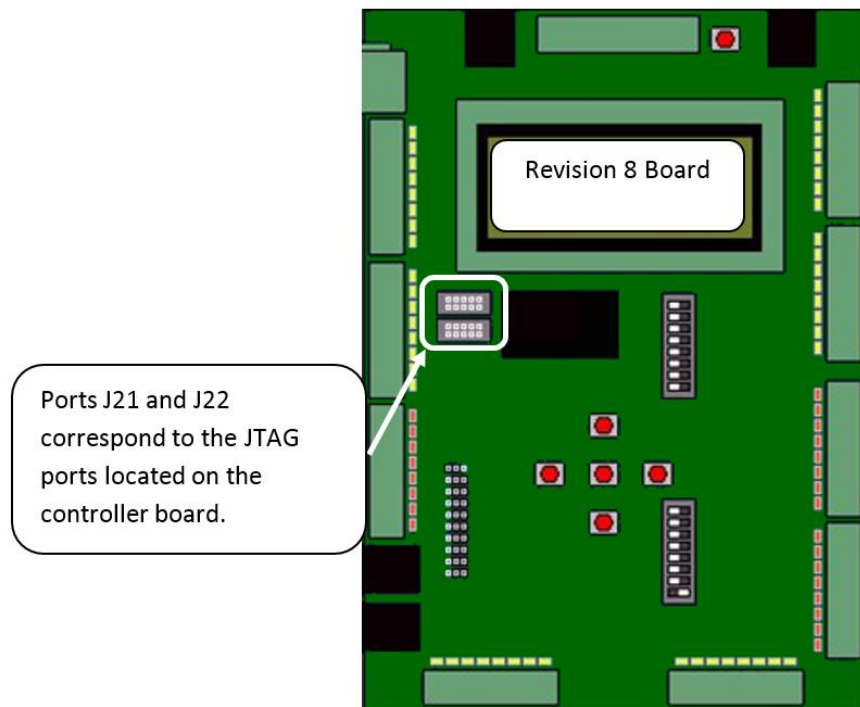 Revision 8 Board
Ports J21 and J22
correspond to the JTAG
ports located on the
controller board.